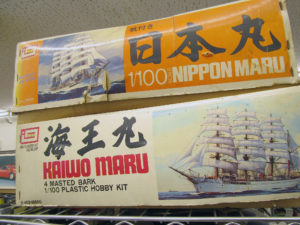 日本丸
1:100 NIPPON MARU
海王丸
KAIWO MARU
4 MASTED BARK
1:100 PLASTIC HOBBY KIT